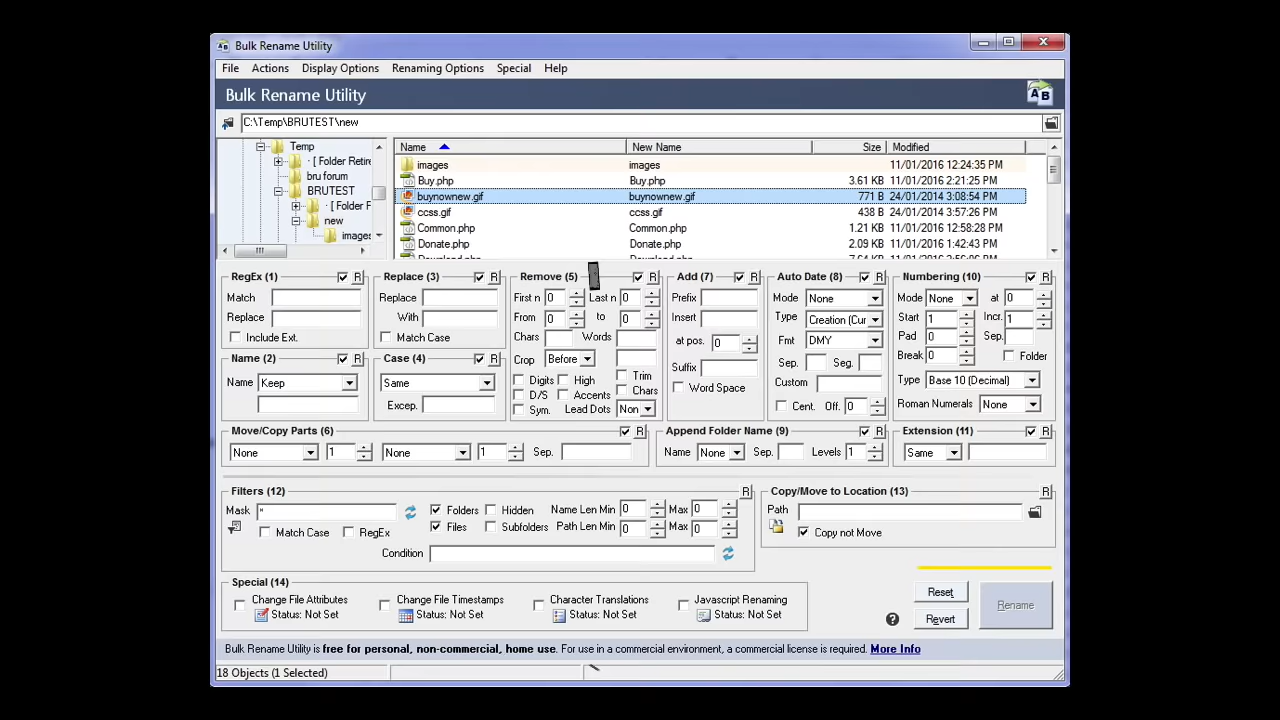 Bulk Rename Utility
File Actions Display Options Renaming Options Special Help
Bulk Rename Utility
C:\Temp\BRUTEST\new
Temp
[ Folder Retire
bru forum
BRUTEST
[ Folder F
new
images
Name New Name Size Modified
images images 11/01/2016 12:24:35 PM
Buy.php Buy.php 3.61 KB 11/01/2016 2:21:25 PM
buynownew.gif buynownew.gif 771 B 24/01/2014 3:08:54 PM
ccss.gif ccss.gif 438 B 24/01/2014 3:57:26 PM
Common.php Common.php 1.21 KB 11/01/2016 12:58:28 PM
Donate.php Donate.php 2.09 KB 11/01/2016 1:42:43 PM
RegEx (1) R
Match
Replace
Include Ext.
Name (2) R
Name Keep
Replace (3) R
Replace
With
Match Case
Case (4) R
Same
Excep.
Remove (5) R
First n 0 Last n 0
From 0 to 0
Chars Words
Crop Before
Digits High Trim
D/S Accents Chars
Sym. Lead Dots Non
Add (7) R
Prefix
Insert
at pos. 0
Suffix
Word Space
Auto Date (8) R
Mode None
Type Creation (Cur
Fmt DMY
Sep. Seg.
Custom
Cent. Off. 0
Numbering (10) R
Mode None at 0
Start 1 Incr. 1
Pad 0 Sep.
Break 0 Folder
Type Base 10 (Decimal)
Roman Numerals None
Move/Copy Parts (6) R
None 1 None 1 Sep.
Append Folder Name (9) R
Name None Sep. Levels 1
Extension (11) R
Same
Filters (12) R
Mask * Folders Hidden Name Len Min 0 Max 0
Files Subfolders Path Len Min 0 Max 0
Match Case RegEx
Condition
Copy/Move to Location (13) R
Path
Copy not Move
Special (14)
Change File Attributes Change File Timestamps Character Translations Javascript Renaming
Status: Not Set Status: Not Set Status: Not Set Status: Not Set
Reset
Revert
Rename
Bulk Rename Utility is free for personal, non-commercial, home use. For use in a commercial environment, a commercial license is required. More Info
18 Objects (1 Selected)